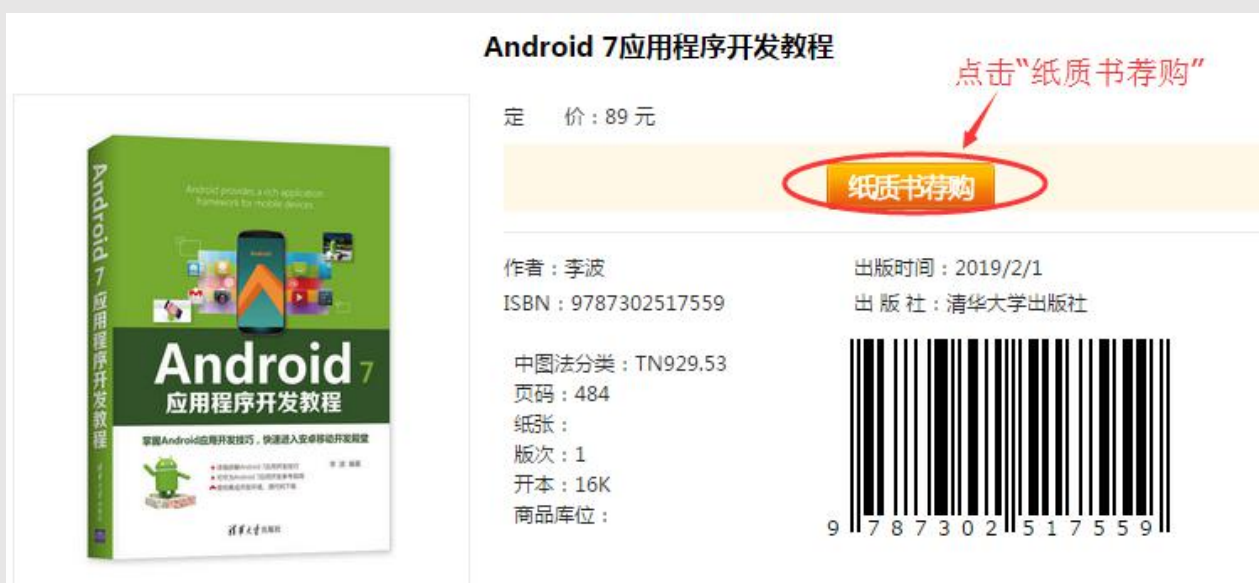 Android 7应用程序开发教程
点击“纸质书荐购”
定 价：89 元
纸质书荐购
作者：李波
出版时间：2019/2/1
ISBN：9787302517559
出 版 社：清华大学出版社
中图法分类：TN929.53
页码：484
纸张：
版次：1
开本：16K
商品库位：
9 787302 517559
Android 7 应用程序开发教程
Android provides a rich application
framework for mobile devices
Android
Android 7
应用程序开发教程
掌握Android应用开发技巧，快速进入安卓移动开发殿堂
李波 编著
清华大学出版社